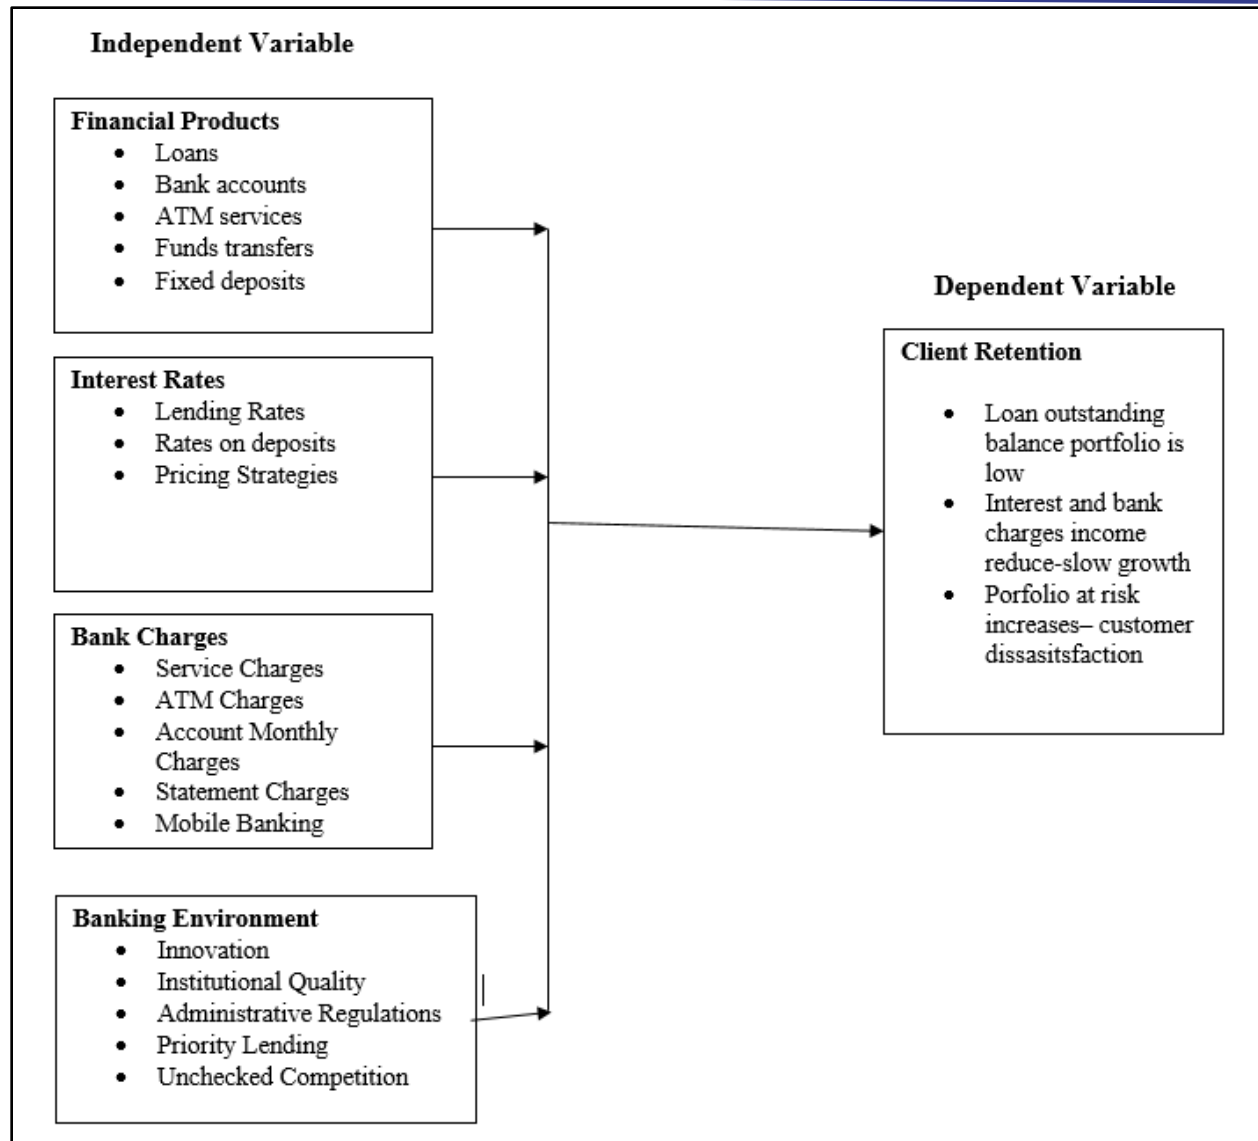 Independent Variable
Financial Products
• Loans
• Bank accounts
• ATM services
• Funds transfers
• Fixed deposits
Interest Rates
• Lending Rates
• Rates on deposits
• Pricing Strategies
Bank Charges
• Service Charges
• ATM Charges
• Account Monthly
Charges
• Statement Charges
• Mobile Banking
Banking Environment
• Innovation
• Institutional Quality
• Administrative Regulations
• Priority Lending
• Unchecked Competition
Dependent Variable
Client Retention
• Loan outstanding
balance portfolio is
low
• Interest and bank
charges income
reduce-slow growth
• Porfolio at risk
increases– customer
dissasitsfaction